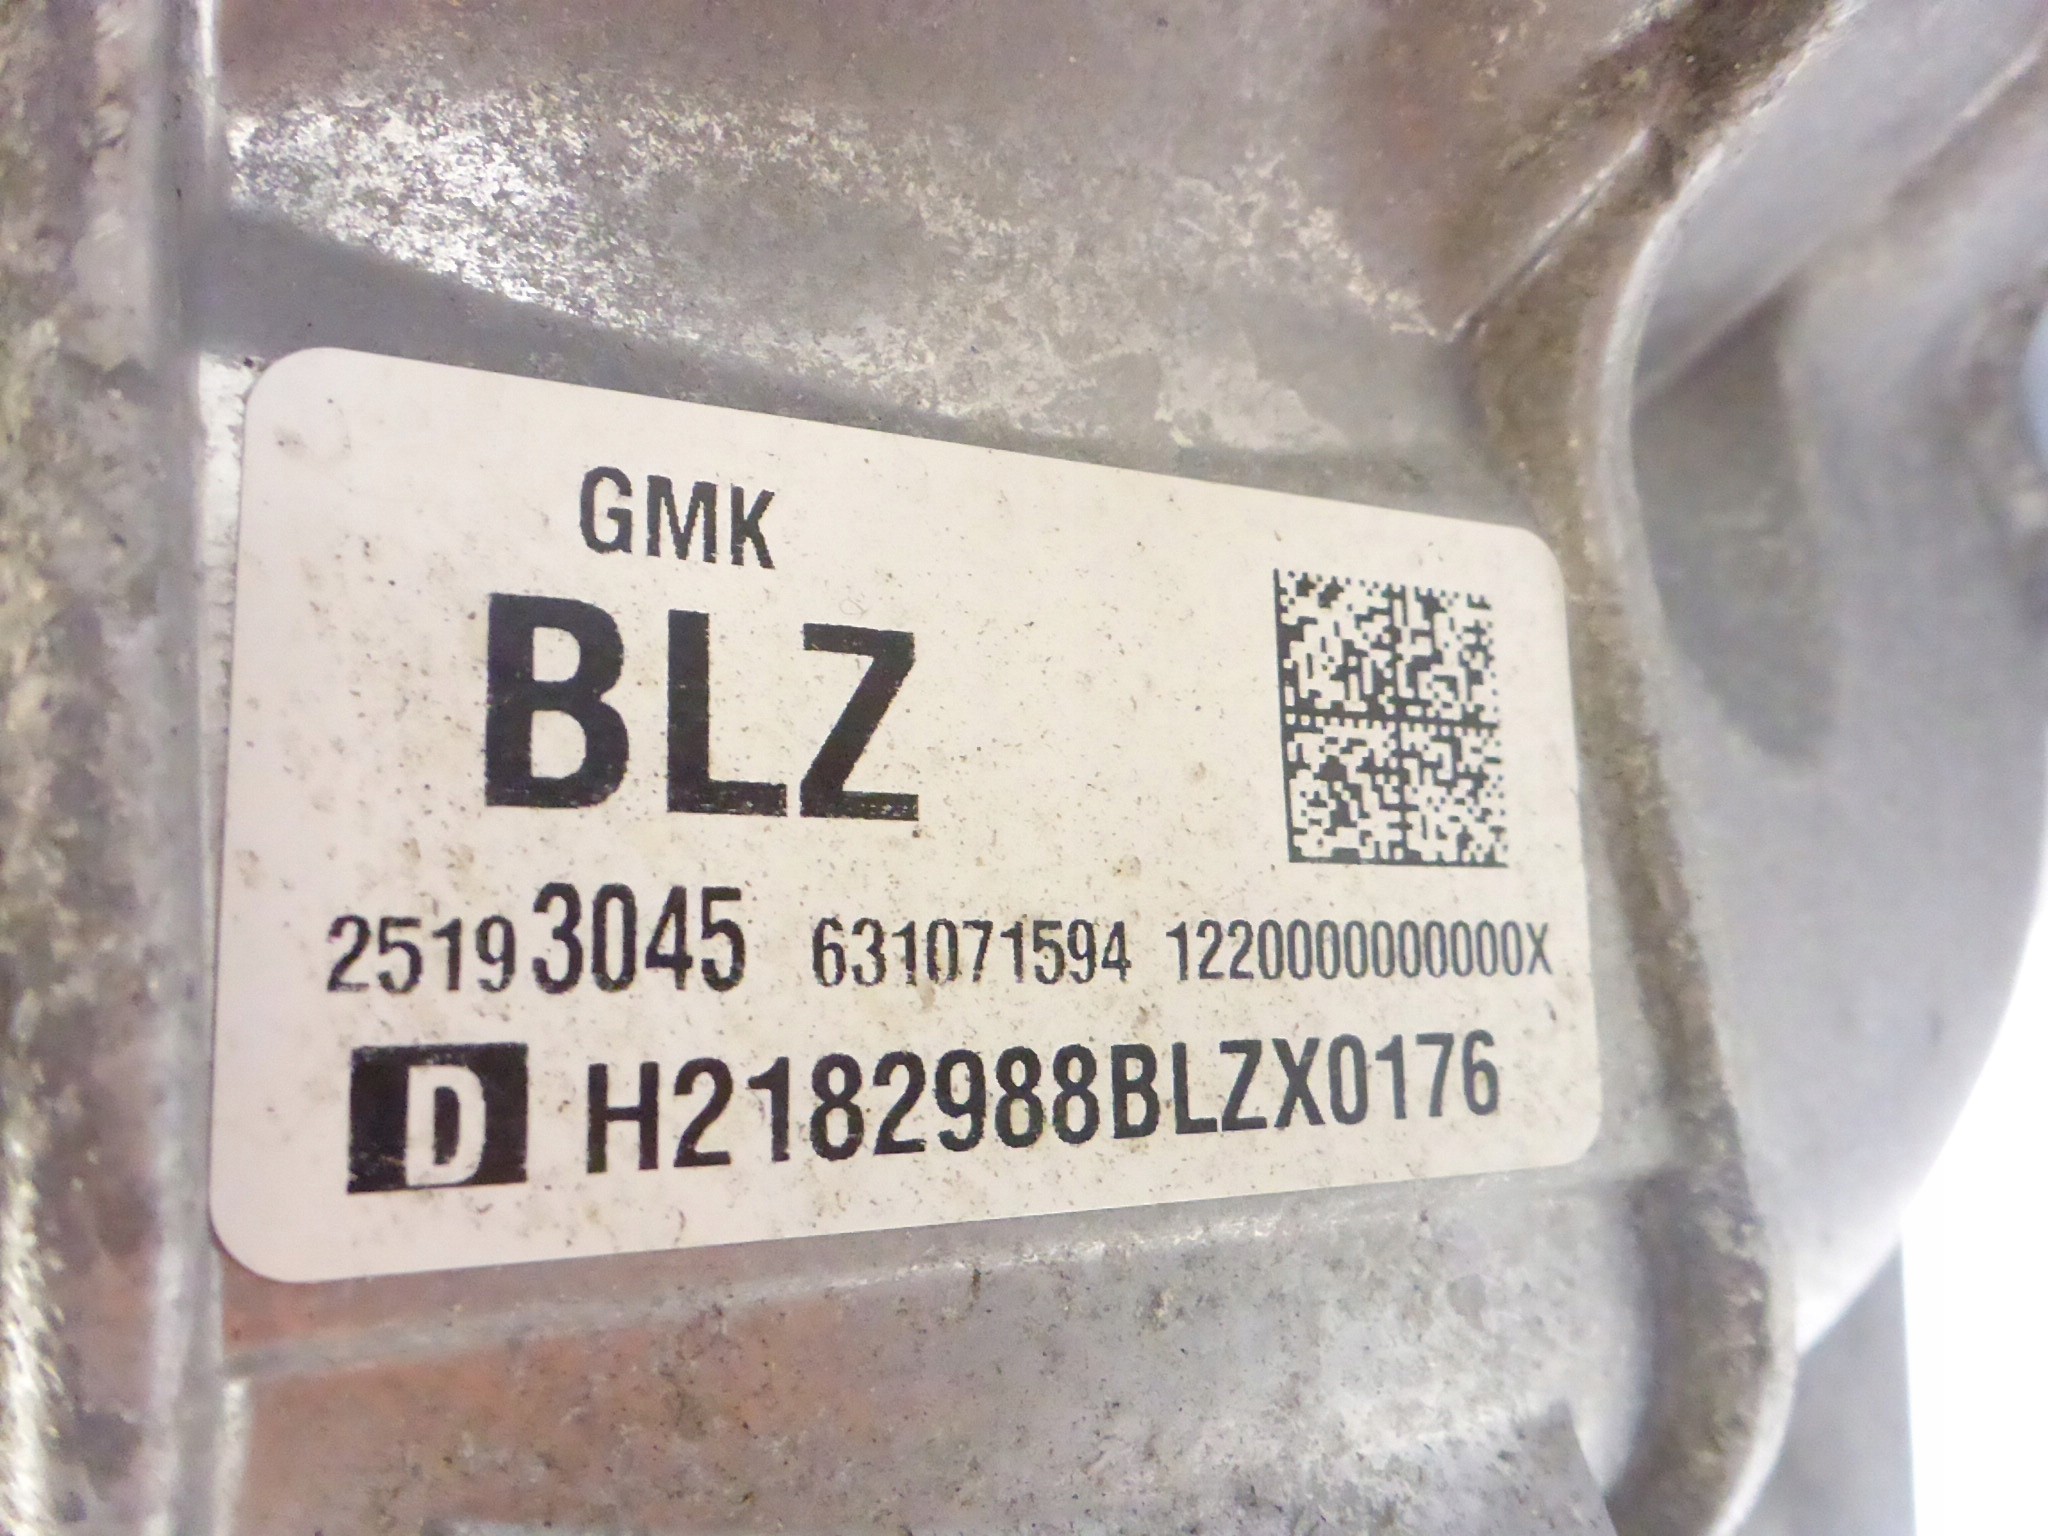 GMK
BLZ
25193045 631071594 1220000000000X
D H2182988BLZX0176